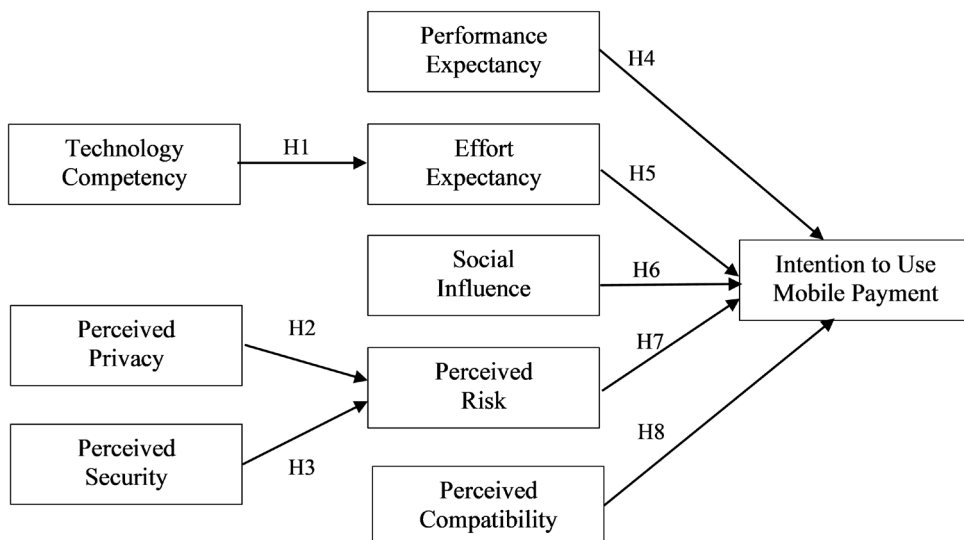 Performance
Expectancy
H4
Technology
Competency
H1
Effort
Expectancy
H5
Social
Influence
H6
Intention to Use
Mobile Payment
Perceived
Privacy
H2
Perceived
Risk
H7
Perceived
Security
H3
Perceived
Compatibility
H8